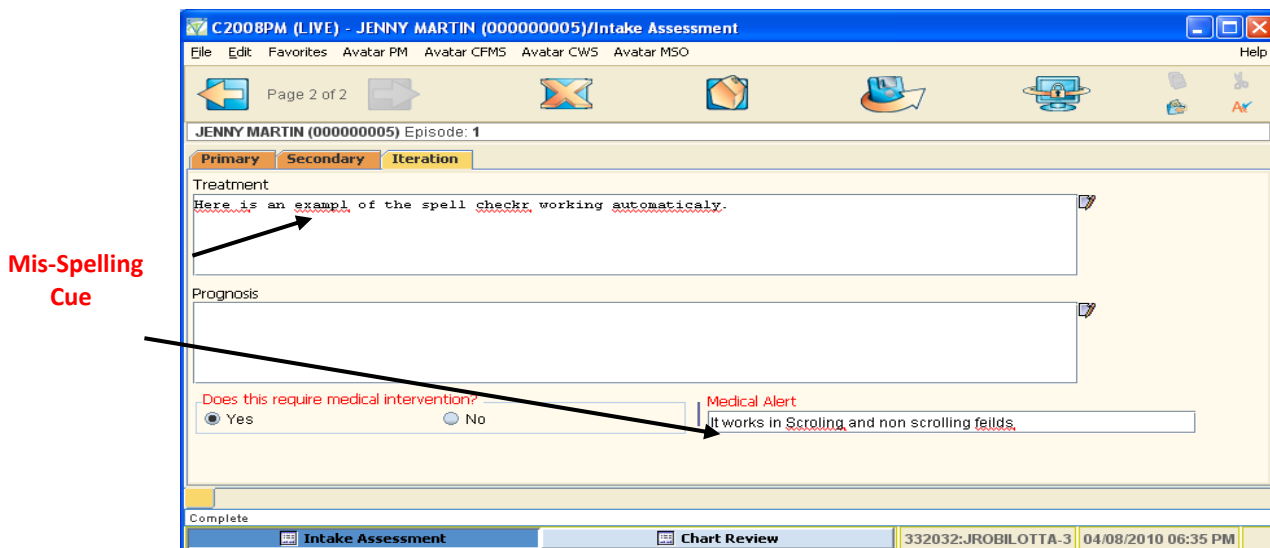 C2008PM (LIVE) - JENNY MARTIN (000000005)/Intake Assessment
File Edit Favorites Avatar PM Avatar CFMS Avatar CWS Avatar MSO Help
Page 2 of 2
JENNY MARTIN (000000005) Episode: 1
Primary Secondary Iteration
Treatment
Here is an exampl of the spell checkr working automaticaly.
Mis-Spelling
Cue
Prognosis
Does this require medical intervention?
Yes No
Medical Alert
It works in Scroling and non scrolling feilds
Complete
Intake Assessment Chart Review 332032:JROBILOTTA-3 04/08/2010 06:35 PM